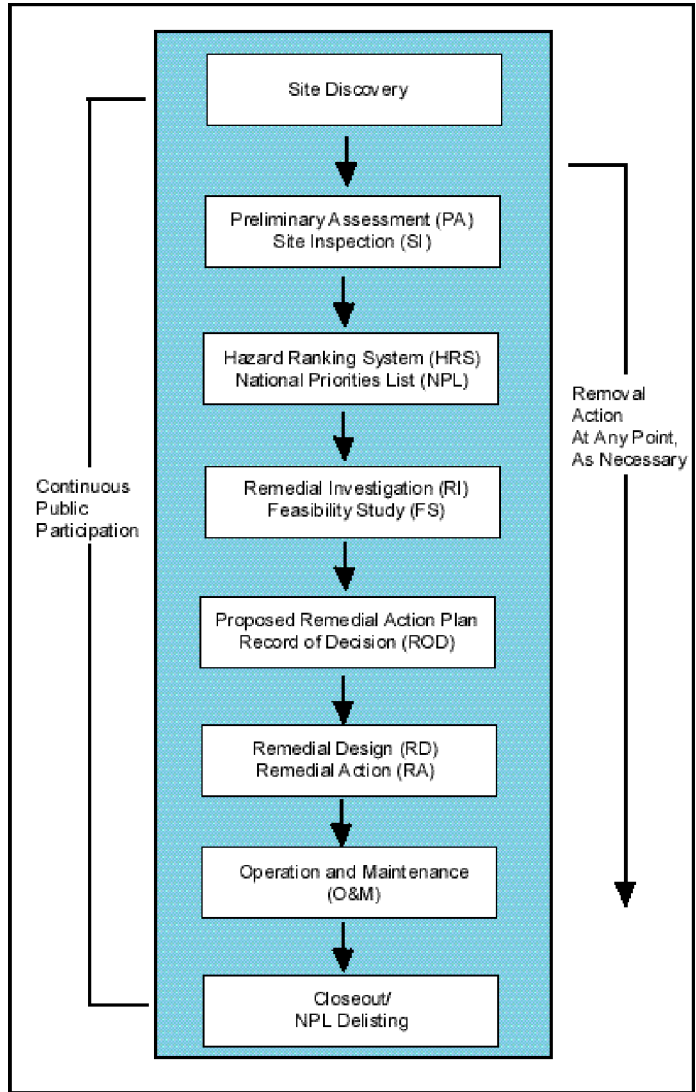 Site Discovery
Preliminary Assessment (PA)
Site Inspection (SI)
Hazard Ranking System (HRS)
National Priorities List (NPL)
Remedial Investigation (RI)
Feasibility Study (FS)
Proposed Remedial Action Plan
Record of Decision (ROD)
Remedial Design (RD)
Remedial Action (RA)
Operation and Maintenance
(O&M)
Closeout/
NPL Delisting
Continuous
Public
Participation
Removal
Action
At Any Point,
As Necessary